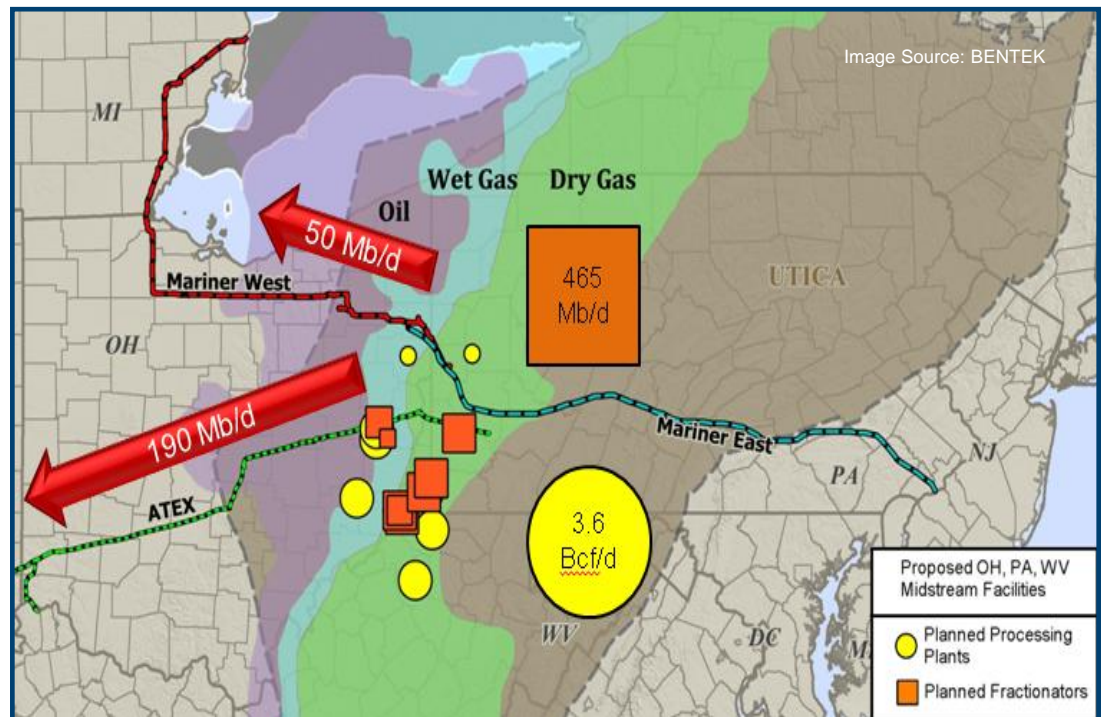 Image Source: BENTEK
MI
Wet Gas
Dry Gas
Oil
50 Mb/d
465
Mb/d
UTICA
Mariner West
OH
190 Mb/d
Mariner East
NJ
PA
ATEX
3.6
Bcf/d
WV
DC
Proposed OH, PA, WV
Midstream Facilities
Planned Processing
Plants
Planned Fractionators